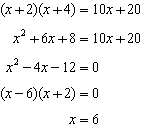 (x+2)(x+4) = 10x+20
x² + 6x + 8 = 10x+20
x² − 4x − 12 = 0
(x−6)(x+2) = 0
x = 6